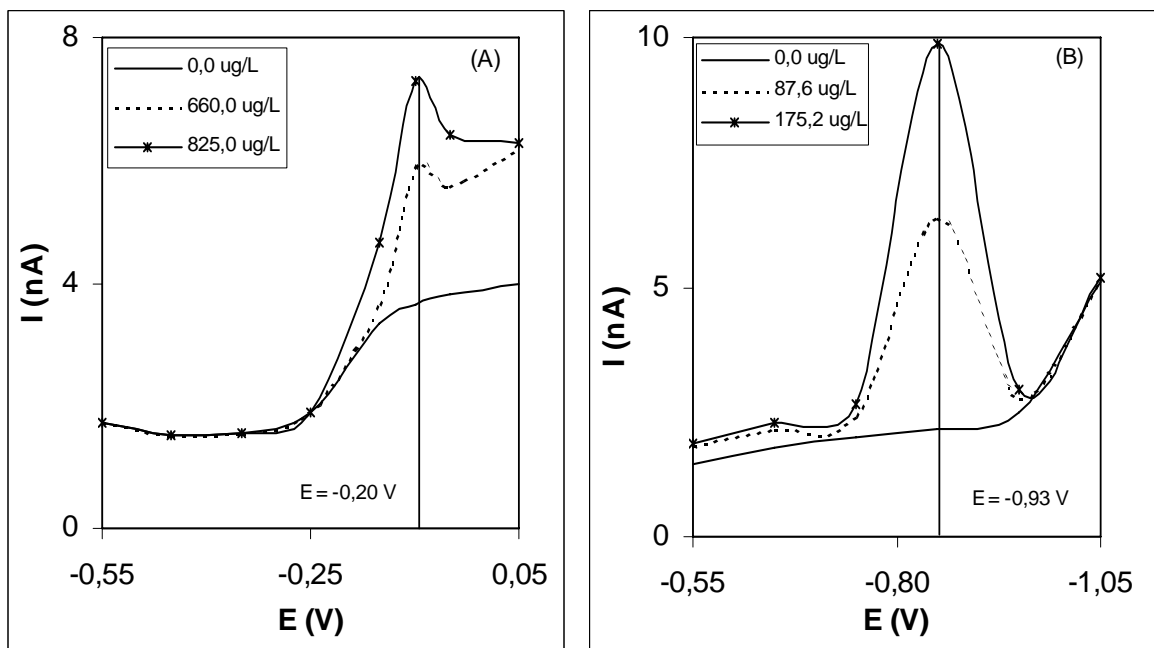 8
0,0 ug/L
660,0 ug/L
825,0 ug/L
(A)
I (nA)
4
E = -0,20 V
0
-0,55
-0,25
0,05
E (V)
10
0,0 ug/L
87,6 ug/L
175,2 ug/L
(B)
I (nA)
5
E = -0,93 V
0
-0,55
-0,80
-1,05
E (V)